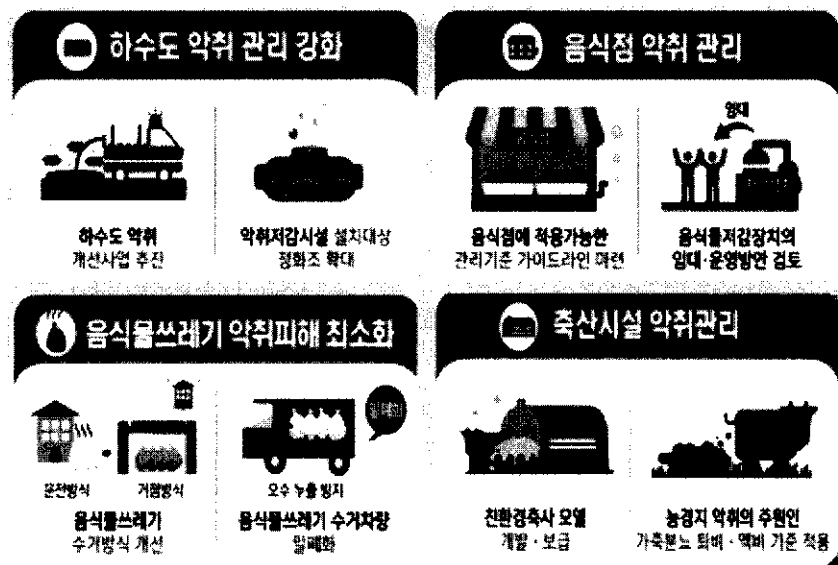 하수도 악취 관리 강화
하수도 악취
개선사업 추진
악취저감시설 설치대상
정화조 확대
음식점 악취 관리
임대
음식점에 적용가능한
관리기준 가이드라인 마련
음식물저감장치의
임대·운영방안 검토
음식물쓰레기 악취피해 최소화
문전방식
거점방식
음식물쓰레기
수거방식 개선
오수 누출 방지
음식물쓰레기 수거차량
밀폐화
축산시설 악취관리
친환경축사 모델
개발·보급
농경지 악취의 주원인
가축분뇨 퇴비·액비 기준 적용